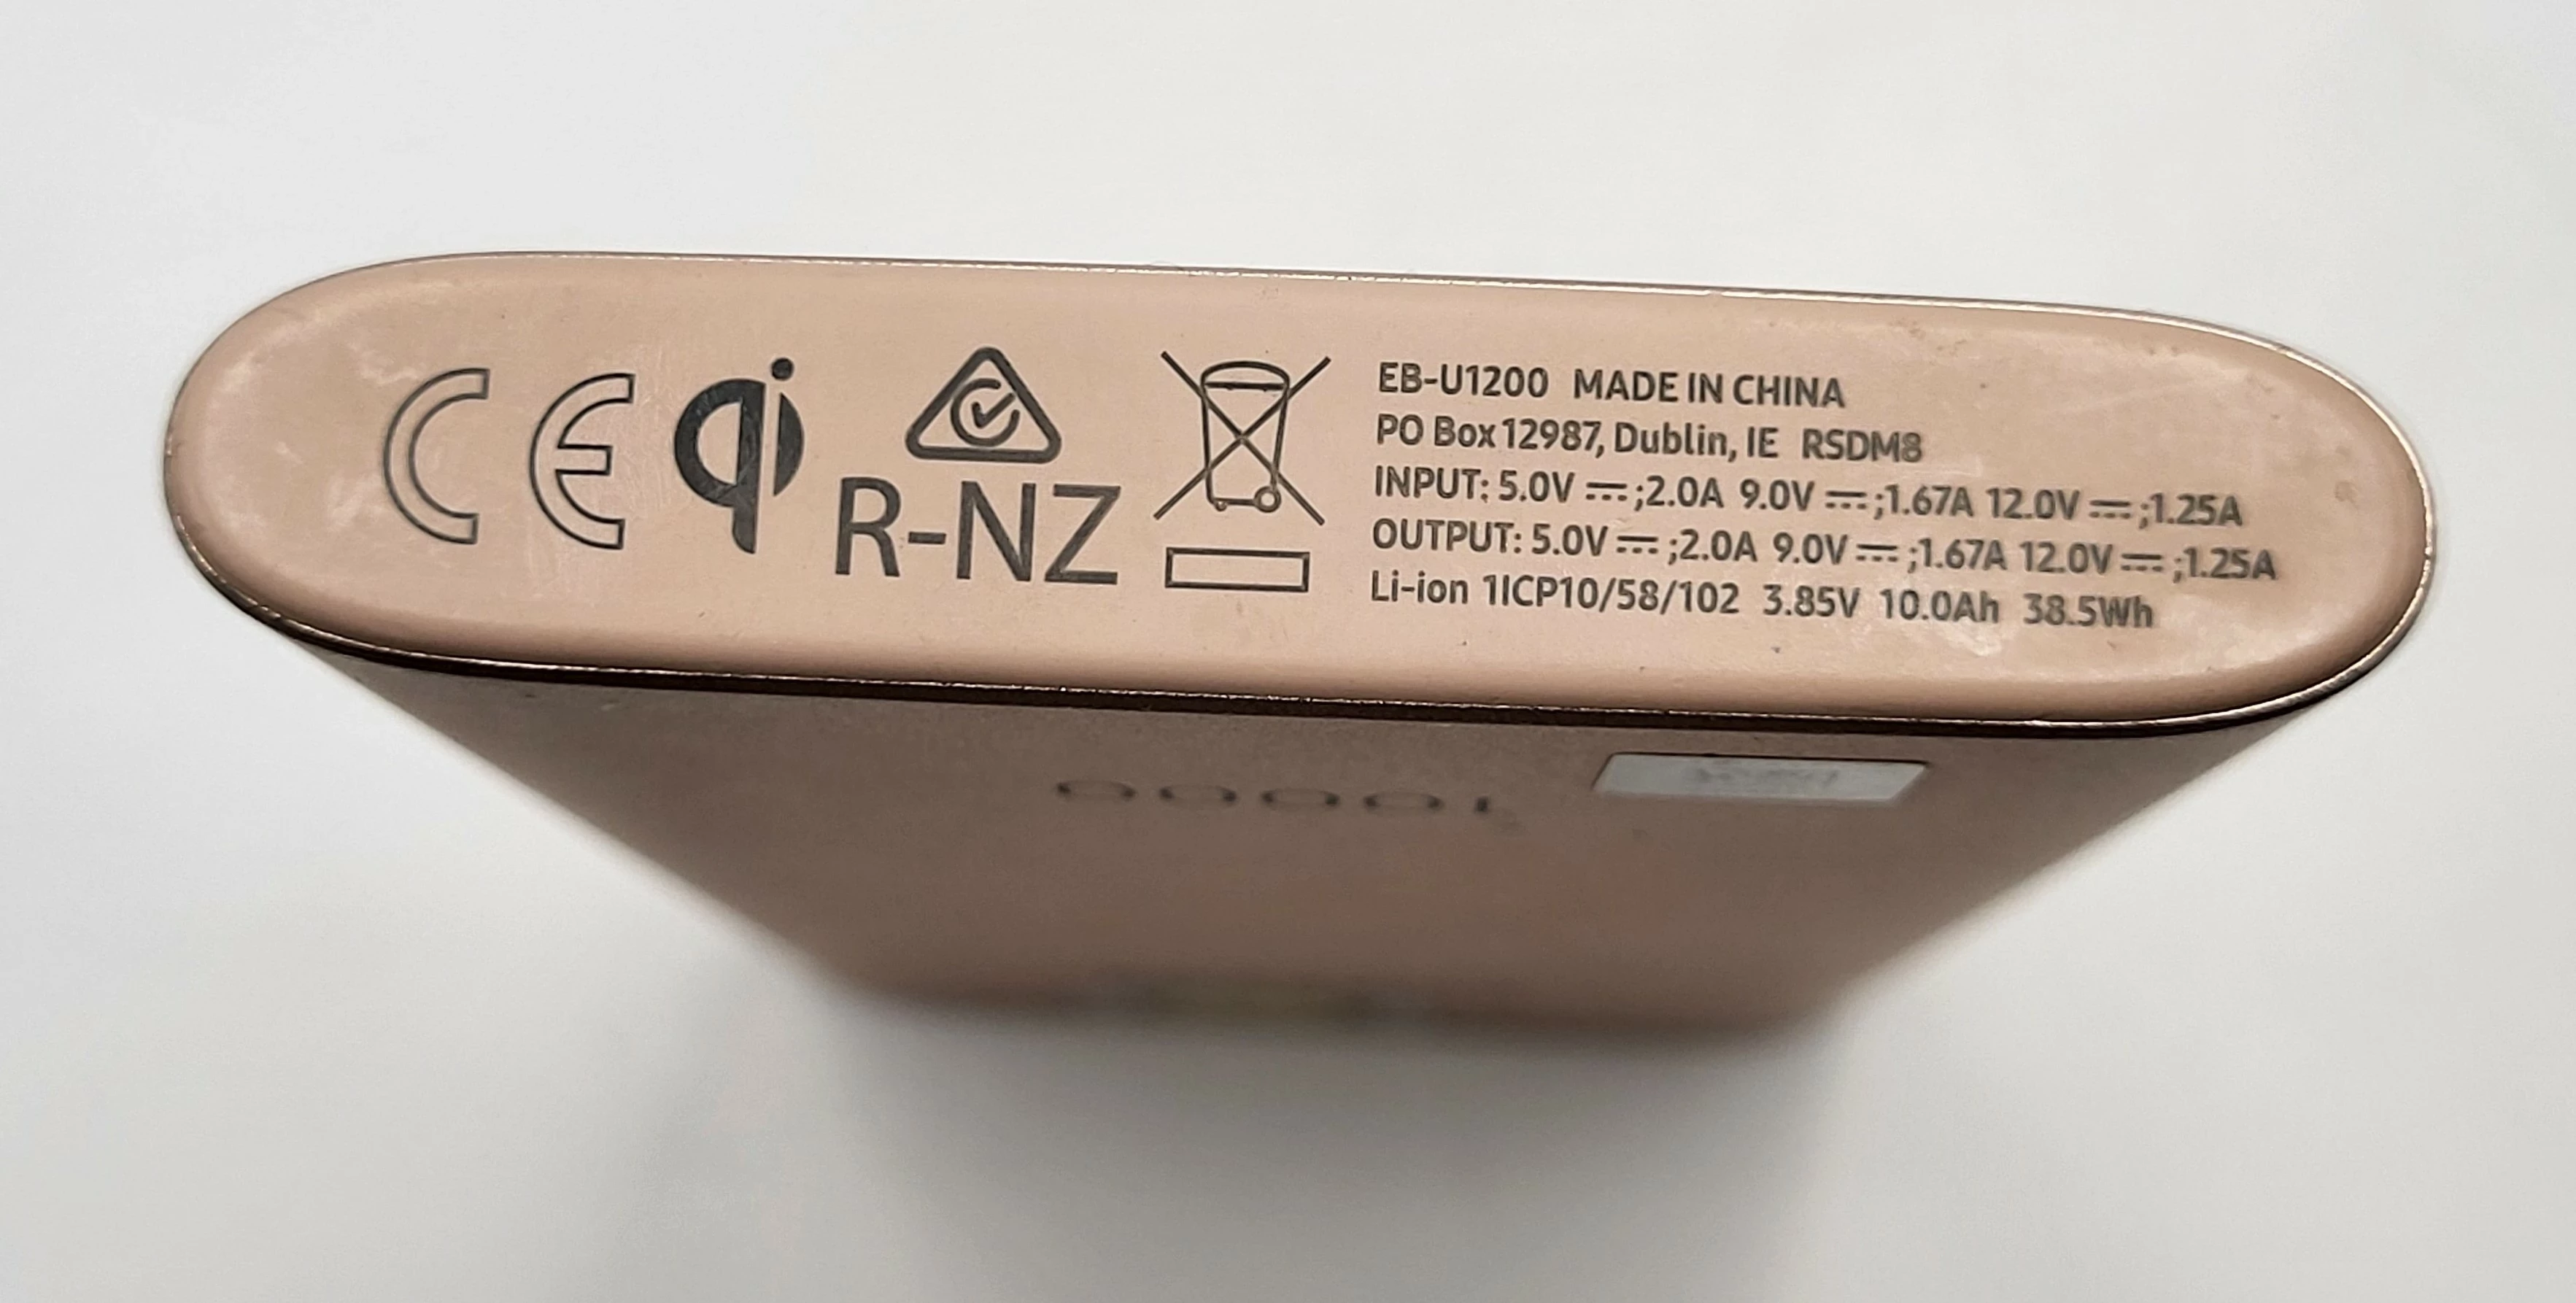 CE qi R-NZ
EB-U1200 MADE IN CHINA
PO Box 12987, Dublin, IE RSDM8
INPUT: 5.0V ⎓;2.0A 9.0V ⎓;1.67A 12.0V ⎓;1.25A
OUTPUT: 5.0V ⎓;2.0A 9.0V ⎓;1.67A 12.0V ⎓;1.25A
Li-ion 1ICP10/58/102 3.85V 10.0Ah 38.5Wh